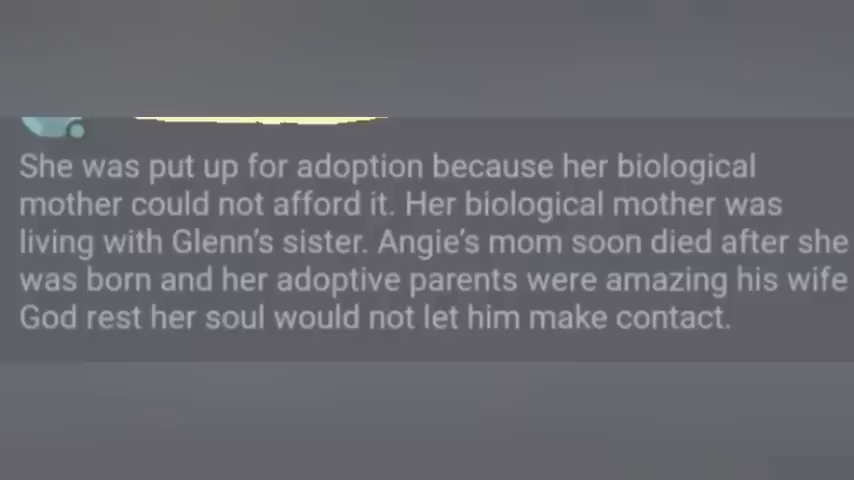 She was put up for adoption because her biological
mother could not afford it. Her biological mother was
living with Glenn's sister. Angie's mom soon died after she
was born and her adoptive parents were amazing his wife
God rest her soul would not let him make contact.